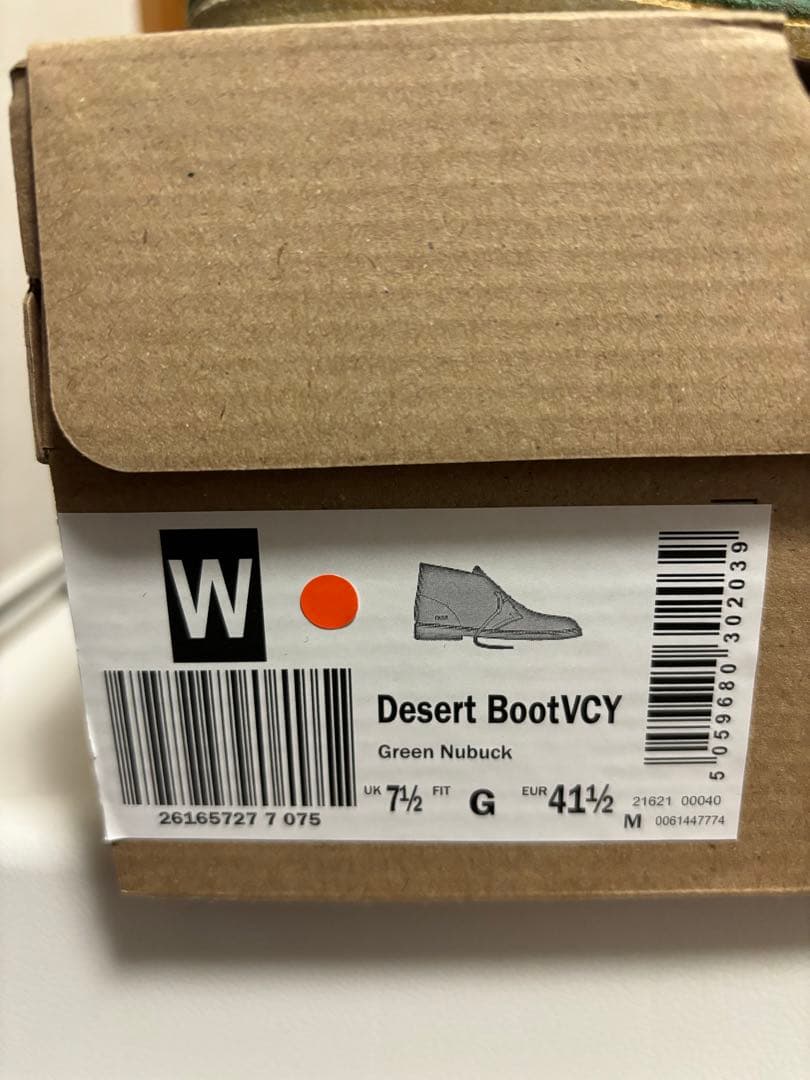 W
Desert BootVCY
Green Nubuck
UK 7½ FIT G EUR 41½
26165727 7 075
21621 00040
M 0061447774
5 059680 302039